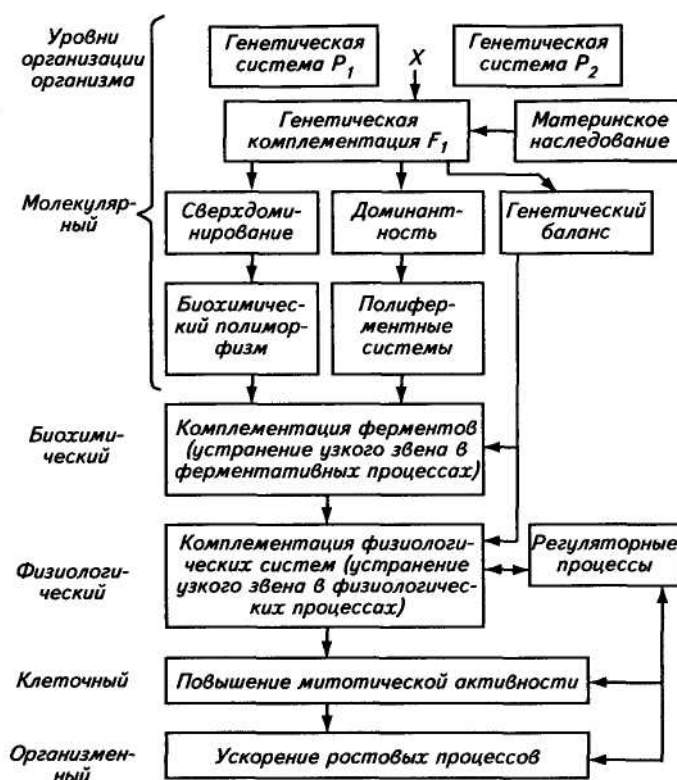 Уровни
организации
организма
Генетическая
система P₁
X
Генетическая
система P₂
Генетическая
комплементация F₁
Материнское
наследование
Молекуляр-
ный
Сверхдоми-
нирование
Доминант-
ность
Генетический
баланс
Биохимичес-
кий полимор-
физм
Полифер-
ментные
системы
Биохими-
ческий
Комплементация ферментов
(устранение узкого звена в
ферментативных процессах)
Физиологи-
ческий
Комплементация физиологи-
ческих систем (устранение
узкого звена в физиологичес-
ких процессах)
Регуляторные
процессы
Клеточный
Повышение митотической активности
Организмен-
ный
Ускорение ростовых процессов